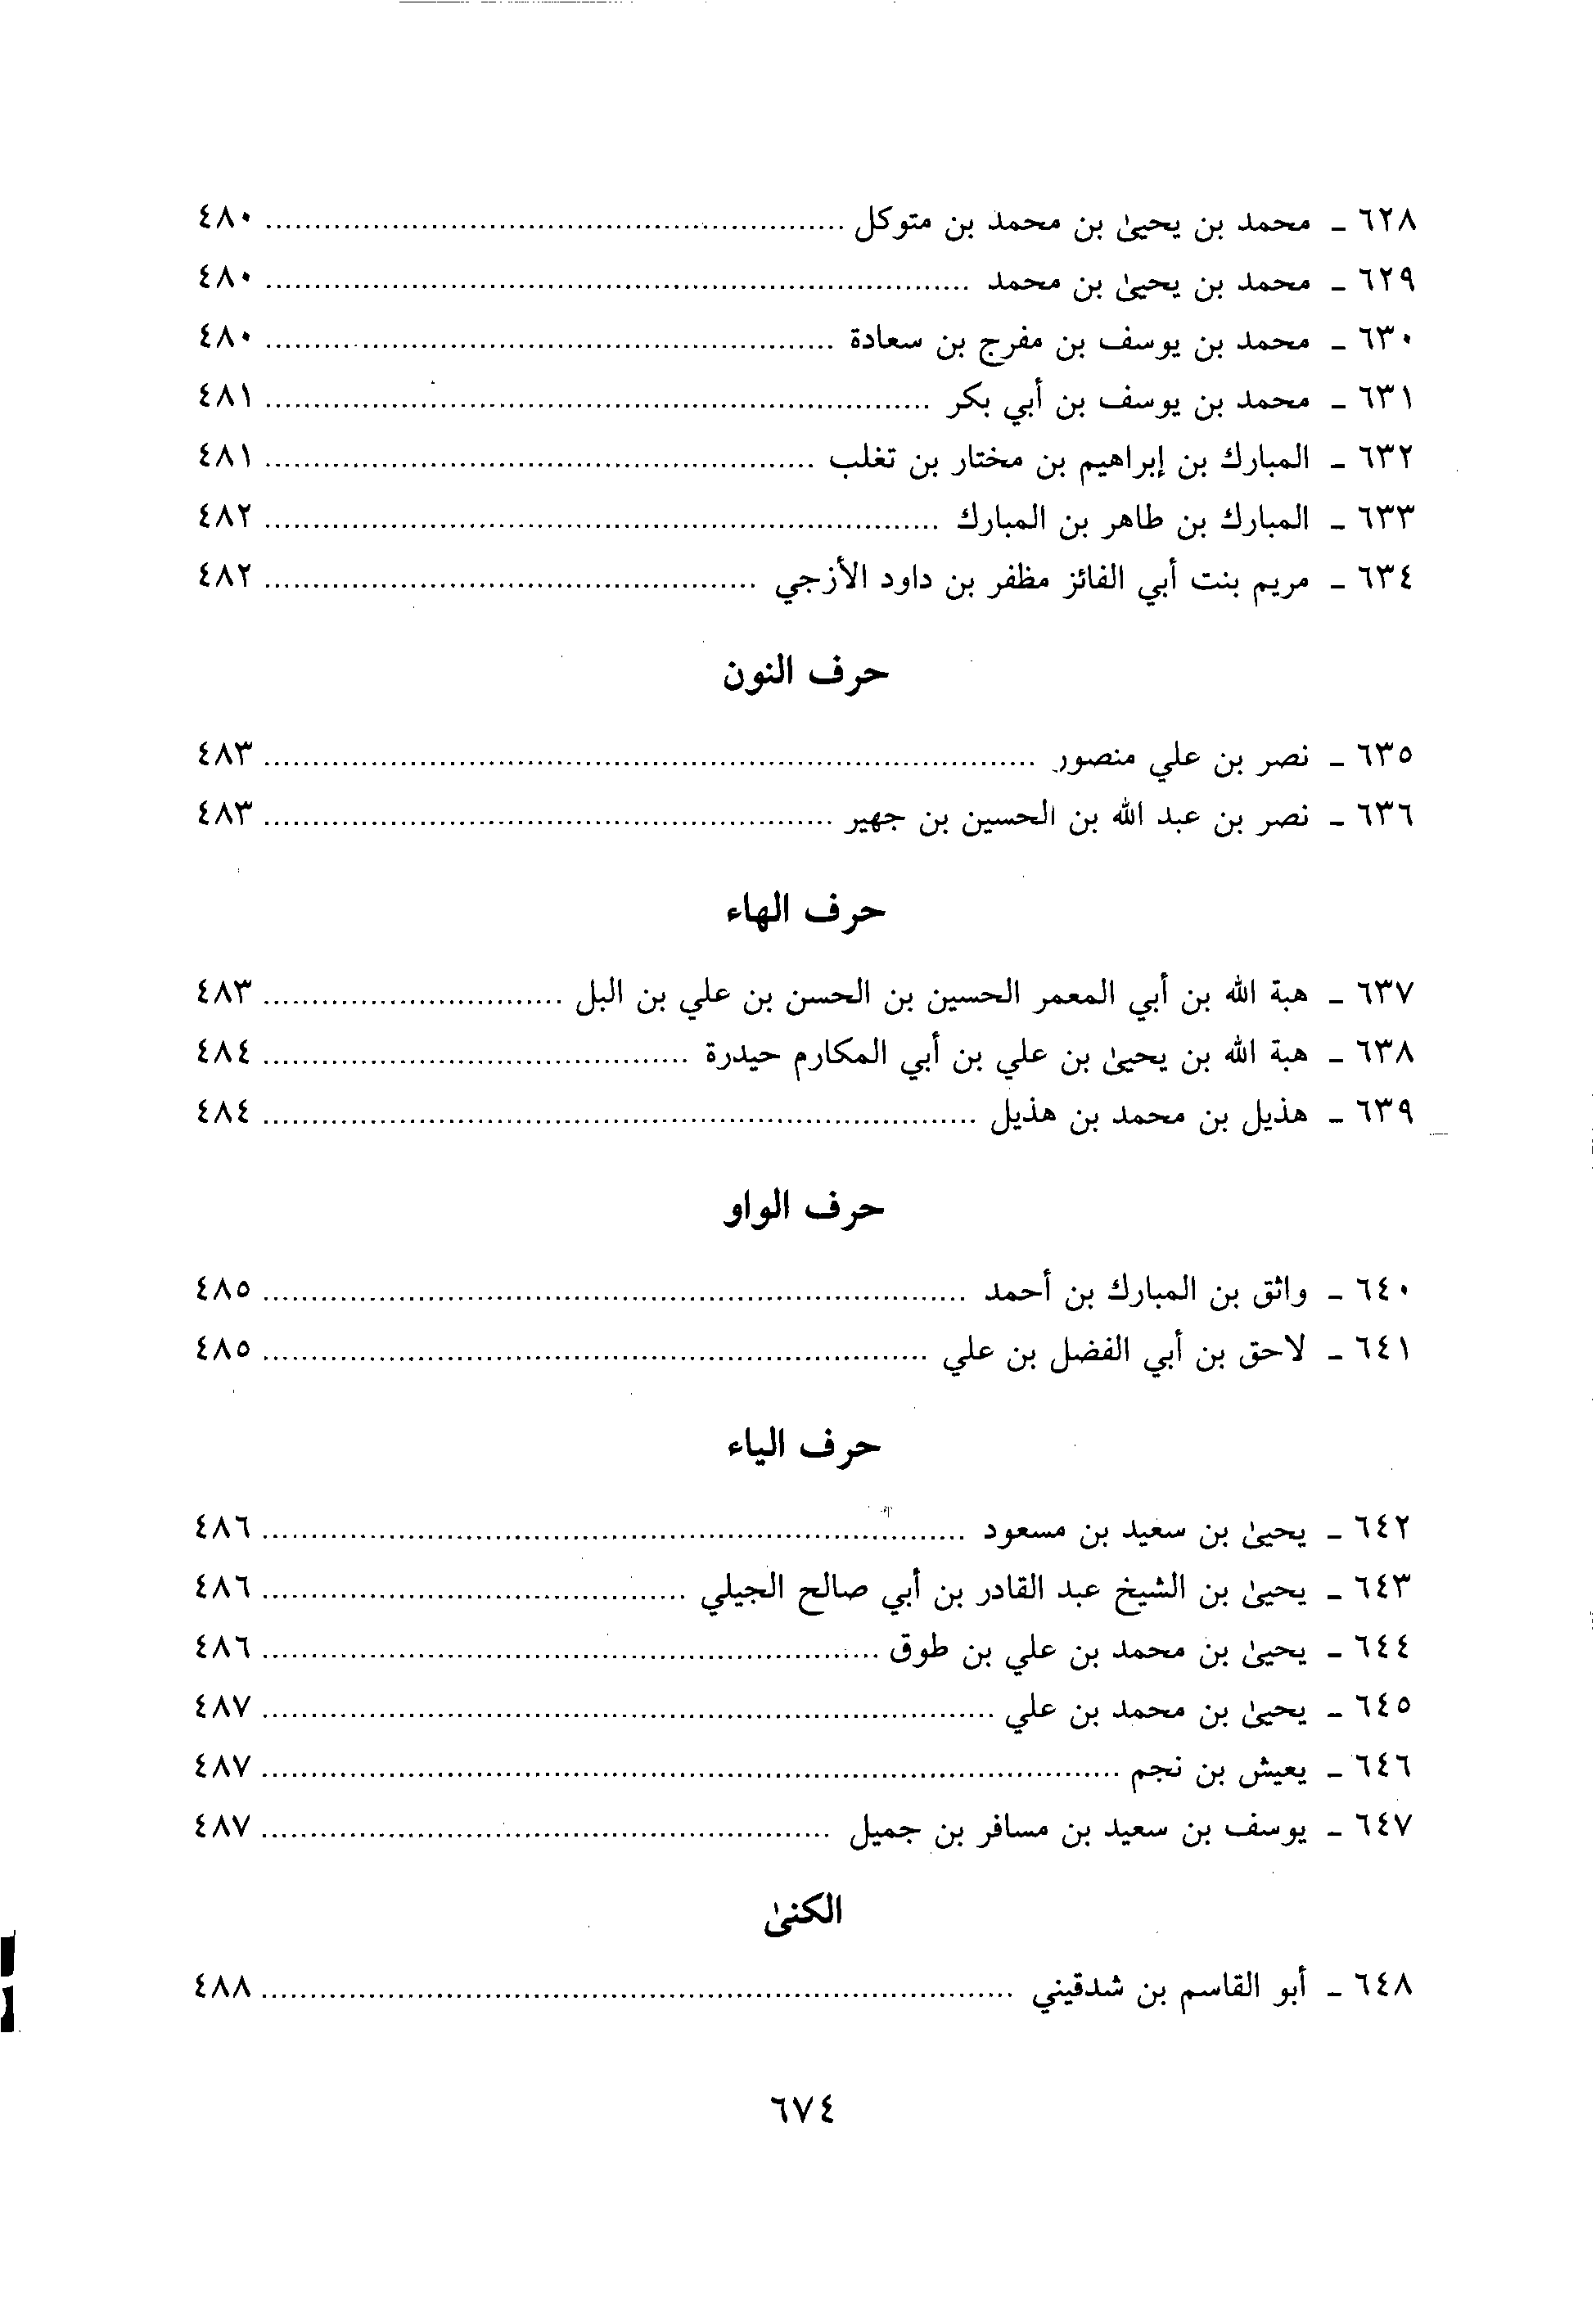 ٦٢٨ - محمد بن يحيىٰ بن محمد بن متوكل ........ ٤٨٠
٦٢٩ - محمد بن يحيىٰ بن محمد ........ ٤٨٠
٦٣٠ - محمد بن يوسف بن مفرج بن سعادة ........ ٤٨٠
٦٣١ - محمد بن يوسف بن أبي بكر ........ ٤٨١
٦٣٢ - المبارك بن إبراهيم بن مختار بن تغلب ........ ٤٨١
٦٣٣ - المبارك بن طاهر بن المبارك ........ ٤٨٢
٦٣٤ - مريم بنت أبي الفائز مظفر بن داود الأزجي ........ ٤٨٢
حرف النون
٦٣٥ - نصر بن علي منصور ........ ٤٨٣
٦٣٦ - نصر بن عبد الله بن الحسين بن جهير ........ ٤٨٣
حرف الهاء
٦٣٧ - هبة الله بن أبي المعمر الحسين بن الحسن بن علي بن البل ........ ٤٨٣
٦٣٨ - هبة الله بن يحيىٰ بن علي بن أبي المكارم حيدرة ........ ٤٨٤
٦٣٩ - هذيل بن محمد بن هذيل ........ ٤٨٤
حرف الواو
٦٤٠ - واثق بن المبارك بن أحمد ........ ٤٨٥
٦٤١ - لاحق بن أبي الفضل بن علي ........ ٤٨٥
حرف الياء
٦٤٢ - يحيىٰ بن سعيد بن مسعود ........ ٤٨٦
٦٤٣ - يحيىٰ بن الشيخ عبد القادر بن أبي صالح الجيلي ........ ٤٨٦
٦٤٤ - يحيىٰ بن محمد بن علي بن طوق ........ ٤٨٦
٦٤٥ - يحيىٰ بن محمد بن علي ........ ٤٨٧
٦٤٦ - يعيش بن نجم ........ ٤٨٧
٦٤٧ - يوسف بن سعيد بن مسافر بن جميل ........ ٤٨٧
الكنىٰ
٦٤٨ - أبو القاسم بن شدقيني ........ ٤٨٨
٦٧٤